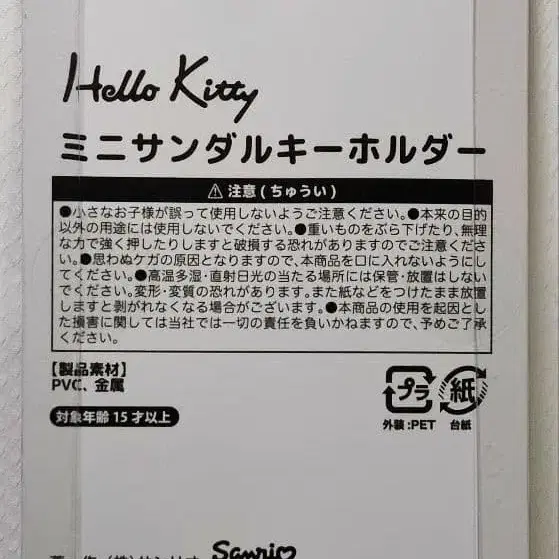 Hello Kitty
ミニサンダルキーホルダー
⚠ 注意(ちゅうい)
●小さなお子様が誤って使用しないようご注意ください。●本来の目的
以外の用途には使用しないでください。●重いものをぶら下げたり、無理
な力で強く押したりしますと破損する恐れがありますのでご注意くださ
い。●思わぬケガの原因となりますので、本商品を口に入れないようにし
てください。●高温多湿・直射日光の当たる場所には保管・放置はしない
でください。変形・変質の恐れがあります。また紙などをつけたまま放置
しますと剥がれなくなる場合がございます。●本商品の使用を起因とし
た損害に関しては当社では一切の責任を負いかねますので、予めご了承
ください。
【製品素材】
PVC、金属
対象年齢15才以上
プラ 紙
外装:PET 台紙
Sanrio